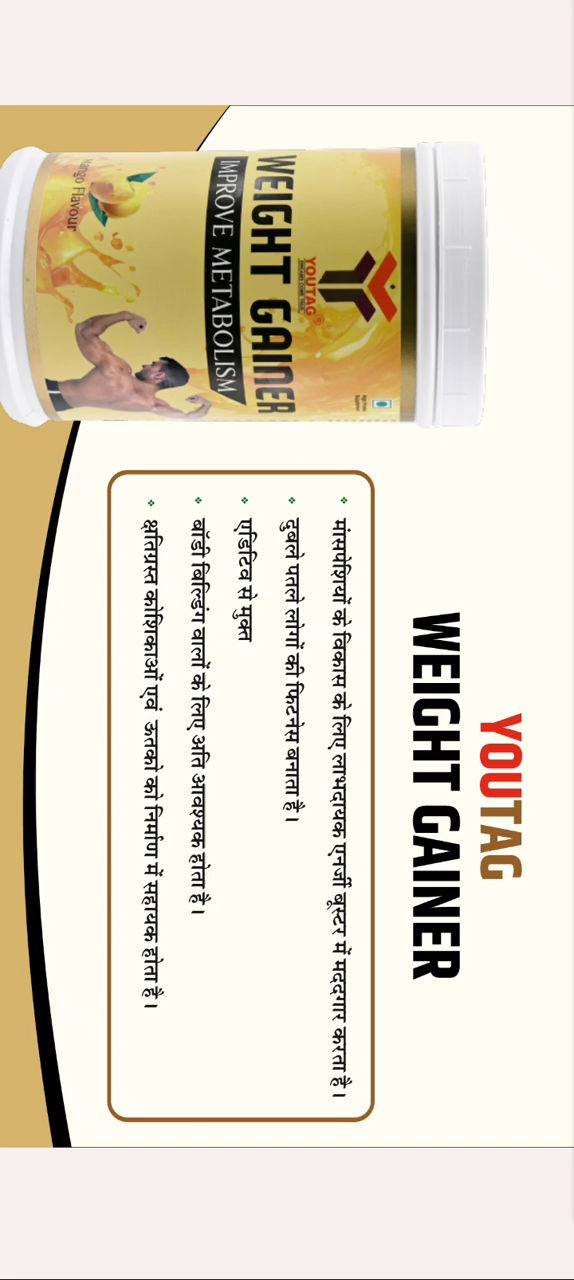 YOUTAG
WEIGHT GAINER
मांसपेशियों के विकास के लिए लाभदायक एनर्जी बूस्टर में मददगार करता है।
दुबले पतले लोगों की फिटनेस बनाता है।
एडिटिव से मुक्त
बॉडी बिल्डिंग वालों के लिए अति आवश्यक होता है।
क्षतिग्रस्त कोशिकाओं एवं ऊतको को निर्माण में सहायक होता है।
YOUTAG®
WEIGHT GAINER
IMPROVE METABOLISM
Mango Flavour